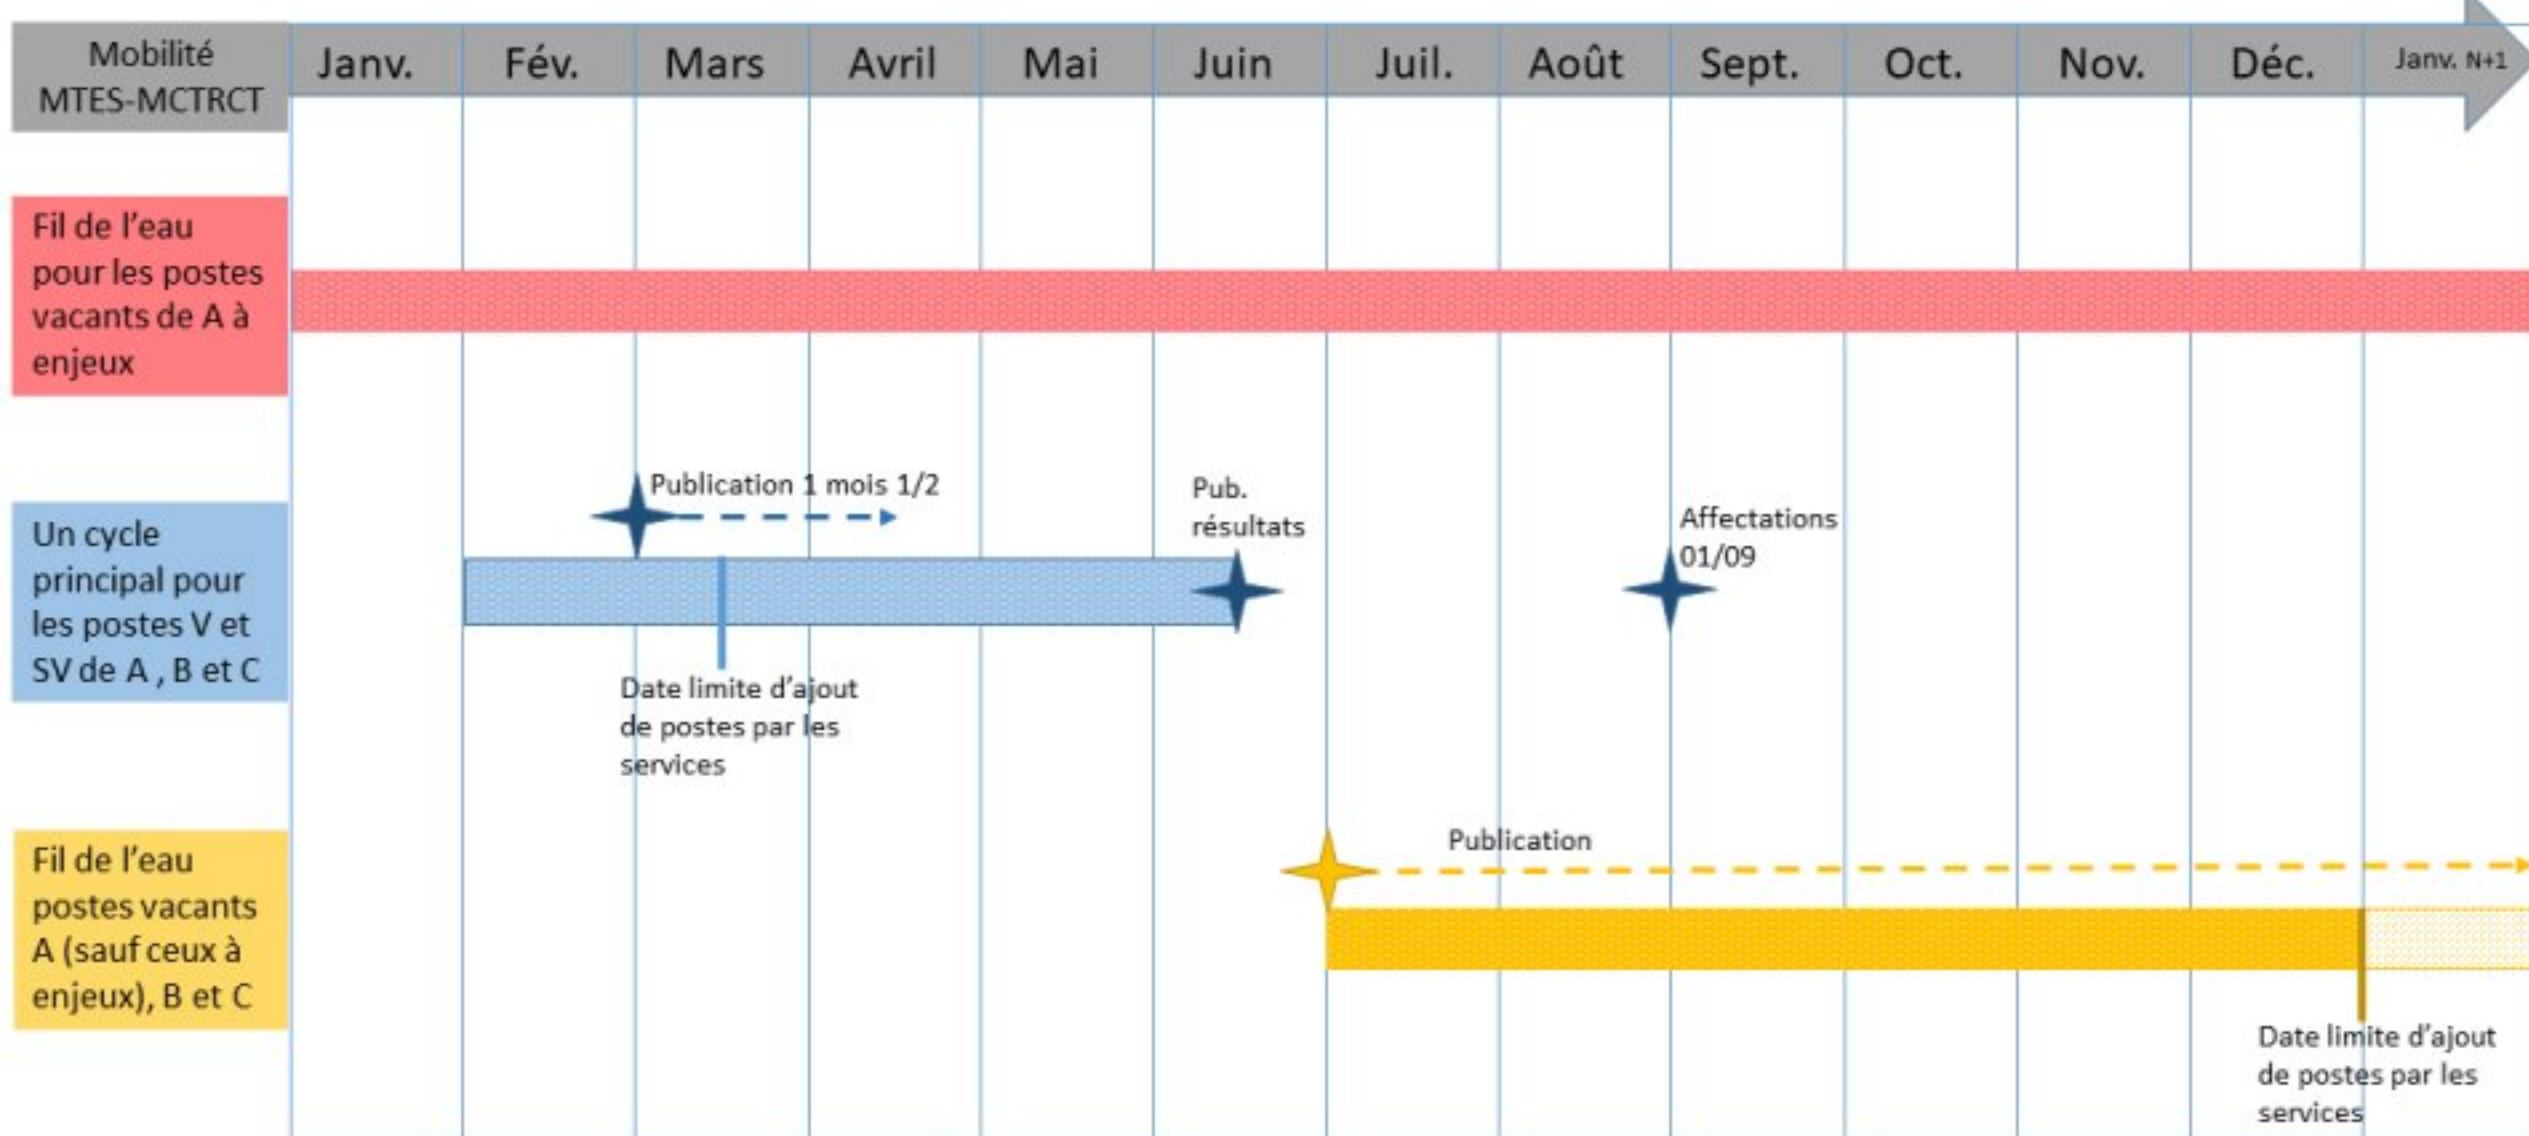 Mobilité
MTES-MCTRCT
Janv.
Fév.
Mars
Avril
Mai
Juin
Juil.
Août
Sept.
Oct.
Nov.
Déc.
Janv. N+1
Fil de l’eau
pour les postes
vacants de A à
enjeux
Un cycle
principal pour
les postes V et
SV de A , B et C
Publication 1 mois 1/2
Pub.
résultats
Affectations
01/09
Date limite d’ajout
de postes par les
services
Fil de l’eau
postes vacants
A (sauf ceux à
enjeux), B et C
Publication
Date limite d’ajout
de postes par les
services